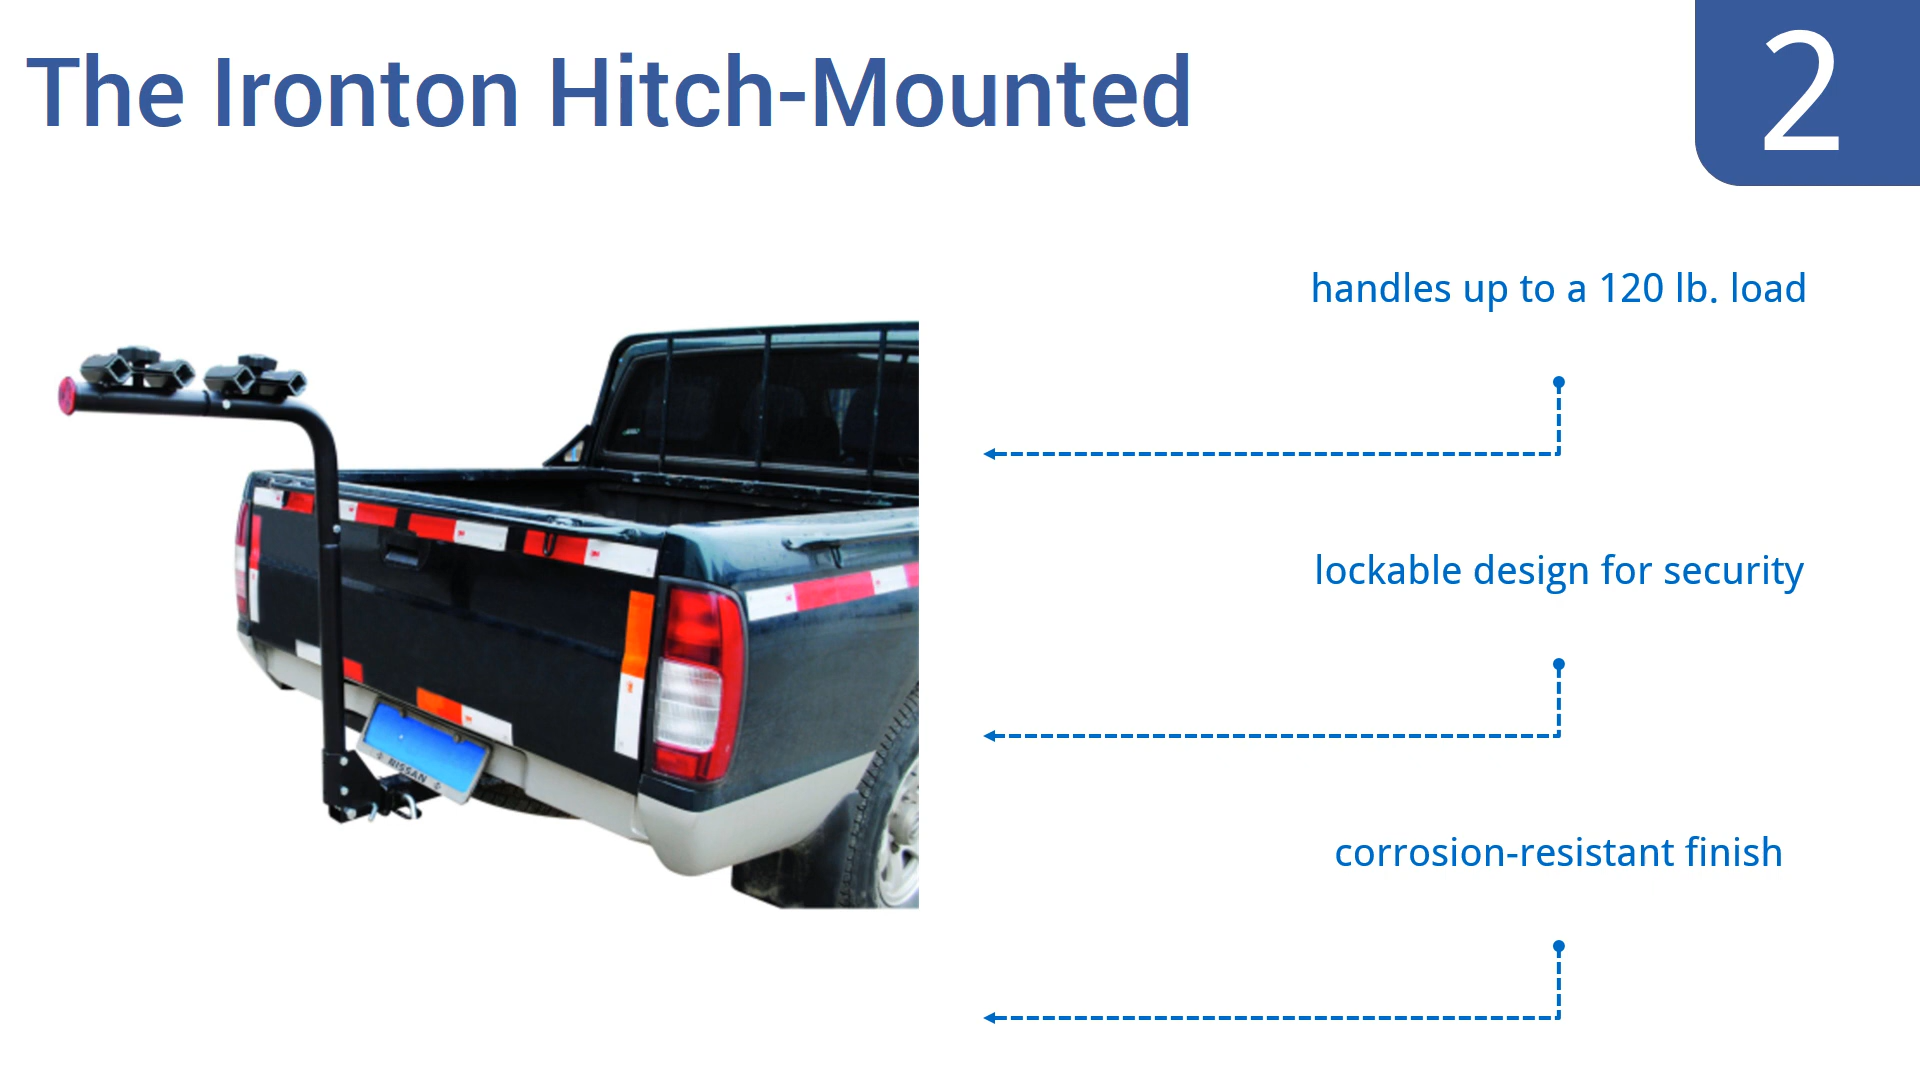 The Ironton Hitch-Mounted
2
handles up to a 120 lb. load
lockable design for security
corrosion-resistant finish
NISSAN